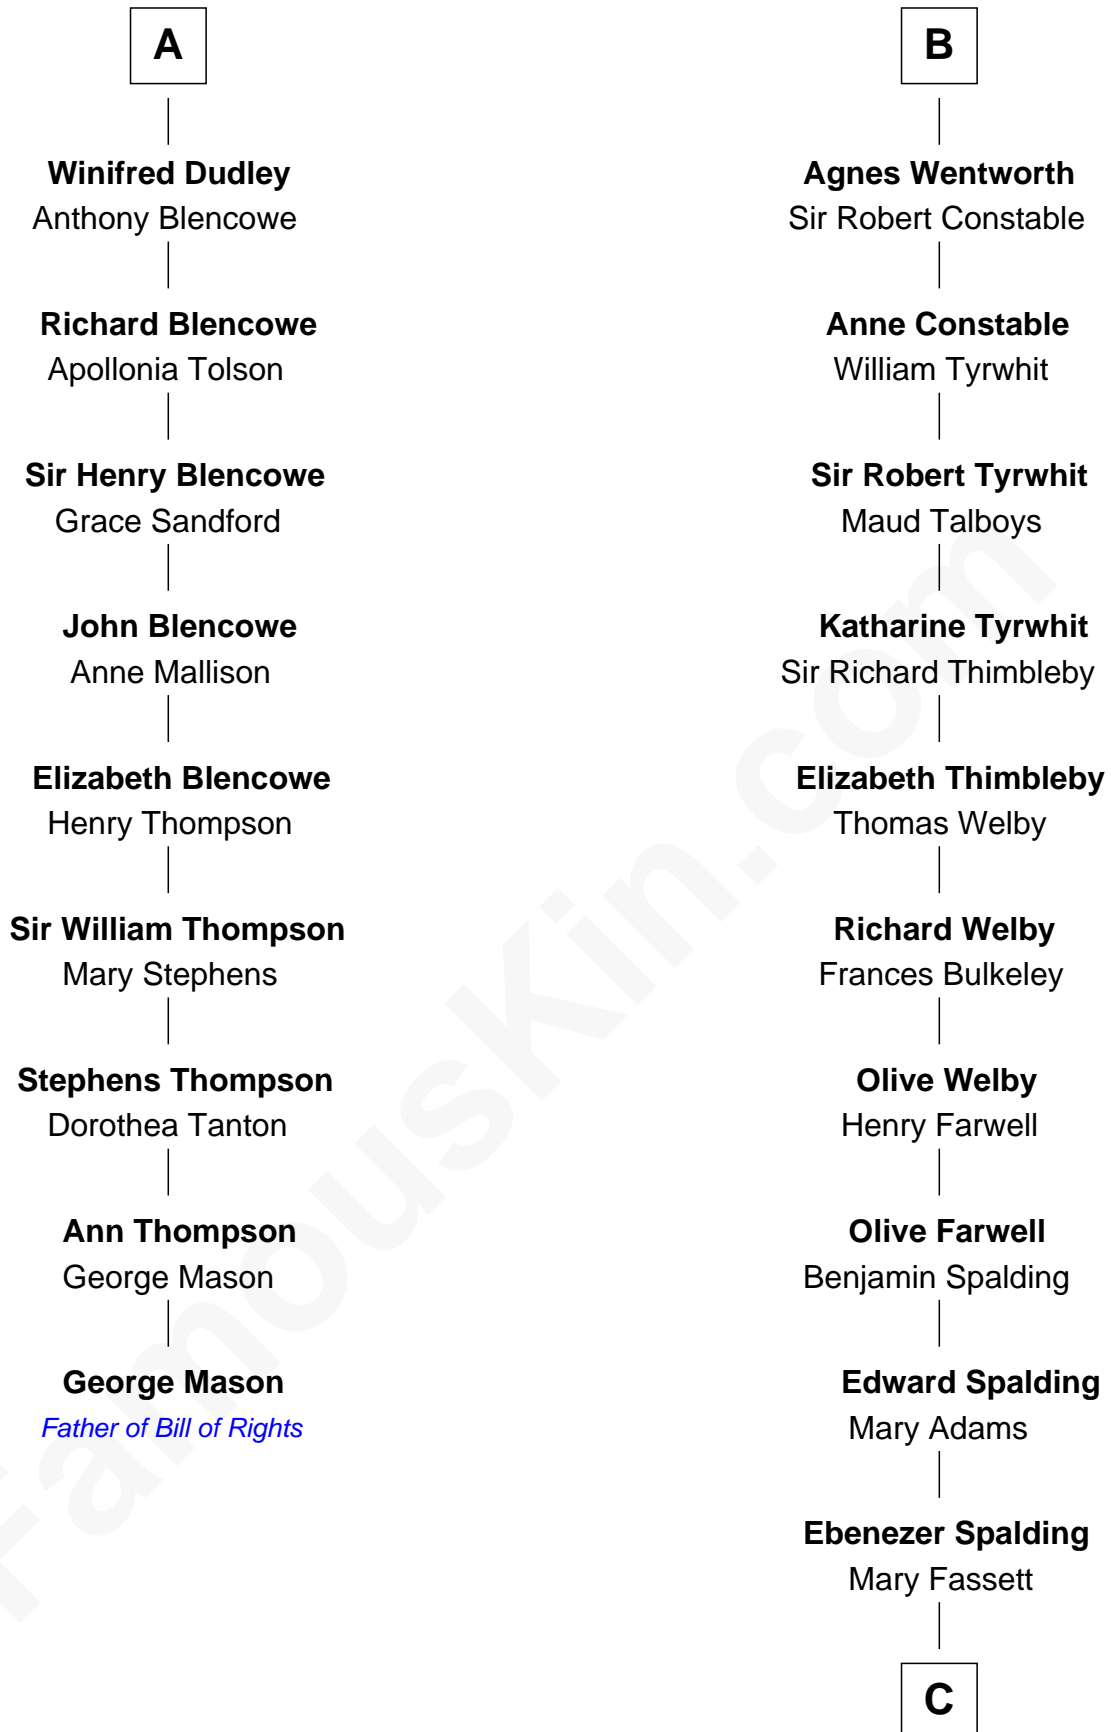 A
Winifred Dudley
Anthony Blencowe
Richard Blencowe
Apollonia Tolson
Sir Henry Blencowe
Grace Sandford
John Blencowe
Anne Mallison
Elizabeth Blencowe
Henry Thompson
Sir William Thompson
Mary Stephens
Stephens Thompson
Dorothea Tanton
Ann Thompson
George Mason
George Mason
Father of Bill of Rights
B
Agnes Wentworth
Sir Robert Constable
Anne Constable
William Tyrwhit
Sir Robert Tyrwhit
Maud Talboys
Katharine Tyrwhit
Sir Richard Thimbleby
Elizabeth Thimbleby
Thomas Welby
Richard Welby
Frances Bulkeley
Olive Welby
Henry Farwell
Olive Farwell
Benjamin Spalding
Edward Spalding
Mary Adams
Ebenezer Spalding
Mary Fassett
C
FamousKin.com